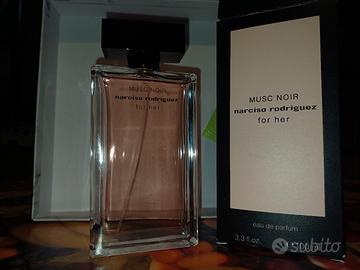 MUSC NOIR
narciso rodriguez
for her
MUSC NOIR
narciso rodriguez
for her
eau de parfum
3.3 fl.oz.
subito